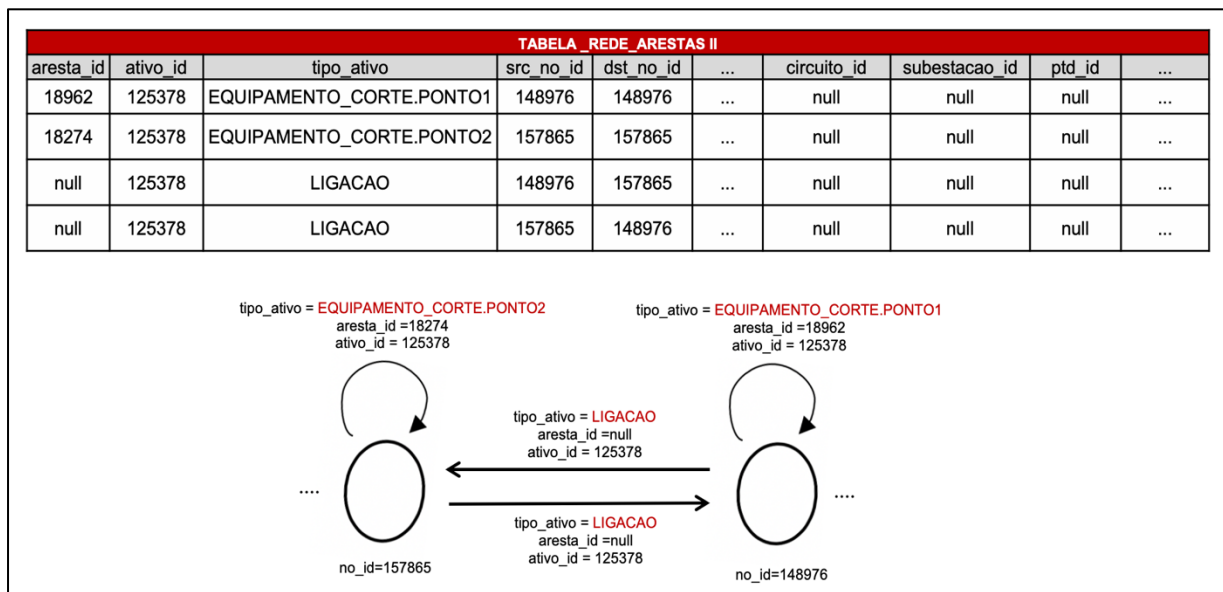 TABELA _REDE_ARESTAS II
aresta_id ativo_id tipo_ativo src_no_id dst_no_id ... circuito_id subestacao_id ptd_id ...
18962 125378 EQUIPAMENTO_CORTE.PONTO1 148976 148976 ... null null null ...
18274 125378 EQUIPAMENTO_CORTE.PONTO2 157865 157865 ... null null null ...
null 125378 LIGACAO 148976 157865 ... null null null ...
null 125378 LIGACAO 157865 148976 ... null null null ...
tipo_ativo = EQUIPAMENTO_CORTE.PONTO2
aresta_id =18274
ativo_id = 125378
tipo_ativo = EQUIPAMENTO_CORTE.PONTO1
aresta_id =18962
ativo_id = 125378
tipo_ativo = LIGACAO
aresta_id =null
ativo_id = 125378
....
....
tipo_ativo = LIGACAO
aresta_id =null
ativo_id = 125378
no_id=157865
no_id=148976